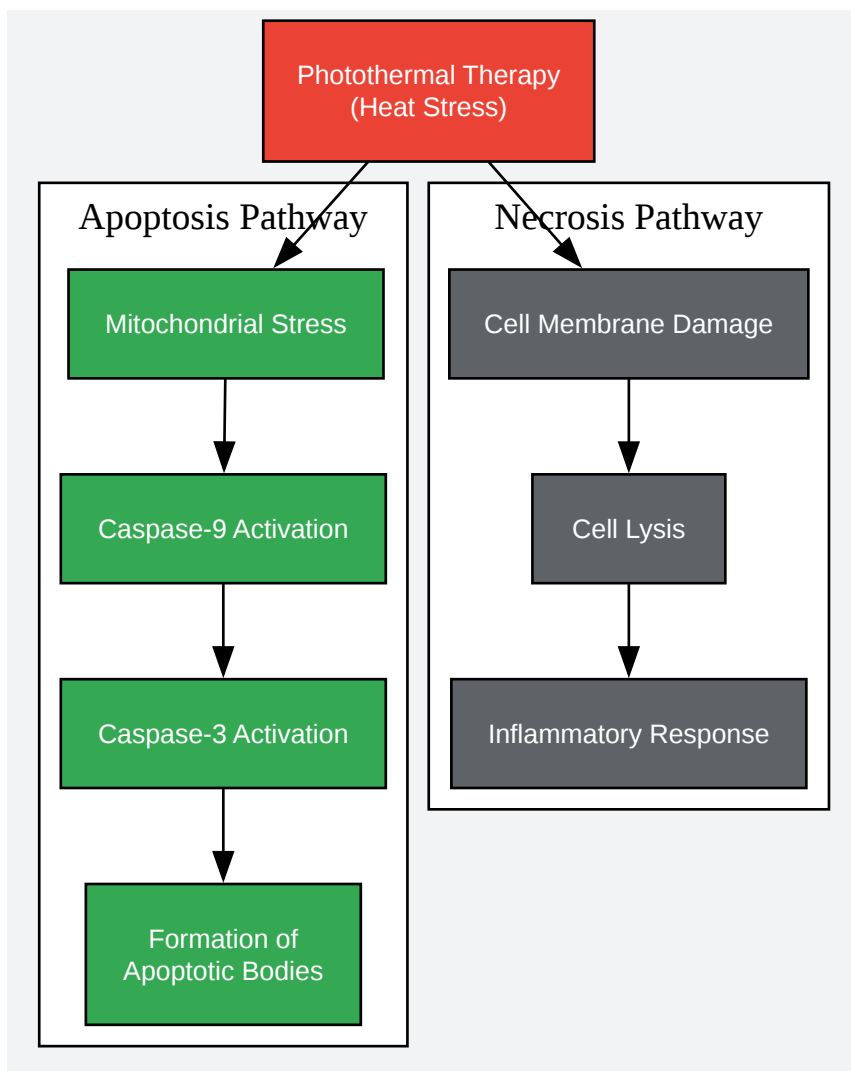 Photothermal Therapy
(Heat Stress)
Apoptosis Pathway
Mitochondrial Stress
Caspase-9 Activation
Caspase-3 Activation
Formation of
Apoptotic Bodies
Necrosis Pathway
Cell Membrane Damage
Cell Lysis
Inflammatory Response